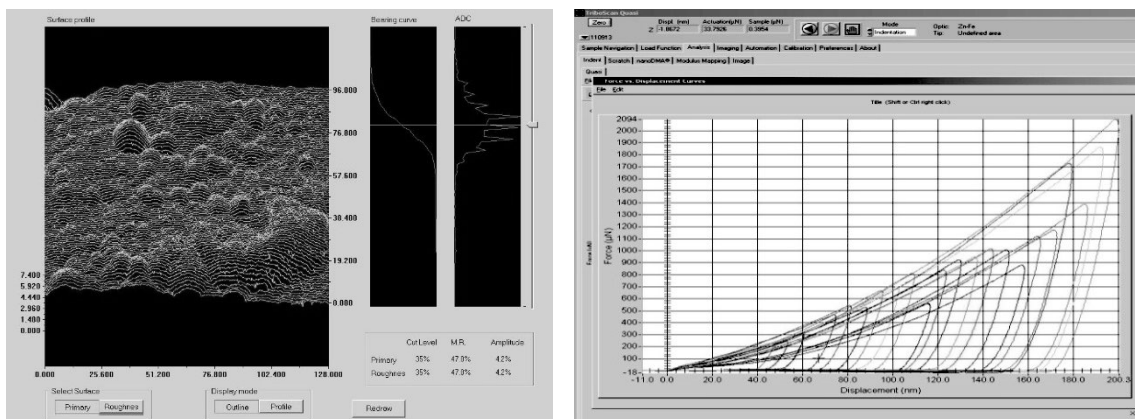 Surface profile
Bearing curve
ADC
96.000
76.800
57.600
38.400
19.200
0.000
7.400
5.920
4.440
2.960
1.480
0.000
0.000 25.600 51.200 76.800 102.400 128.000
Cut Level M.R. Amplitude
Primary 35% 47.0% 4.2%
Roughnes 35% 47.0% 4.2%
Select Surface
Primary Roughnes
Display mode
Outline Profile
Redraw
TriboScan Quasi
Zero
Displ. (nm) Actuation(µN) Sample (µN)
Z -1.0672 33.7926 0.3954
110913
Mode
Indentation
Optic: Zn-Fe
Tip: Undefined area
Sample Navigation Load Function Analysis Imaging Automation Calibration Preferences About
Indent Scratch nanoDMA® Modulus Mapping Image
Quasi
Force vs. Displacement Curves
File Edit
Title (Shift or Ctrl right click)
2094
2000
1900
1800
1700
1600
1500
1400
1300
1200
1100
1000
900
800
700
600
500
400
300
200
100
-18
Force (µN)
-11.0 0.0 20.0 40.0 60.0 80.0 100.0 120.0 140.0 160.0 180.0 200.3
Displacement (nm)